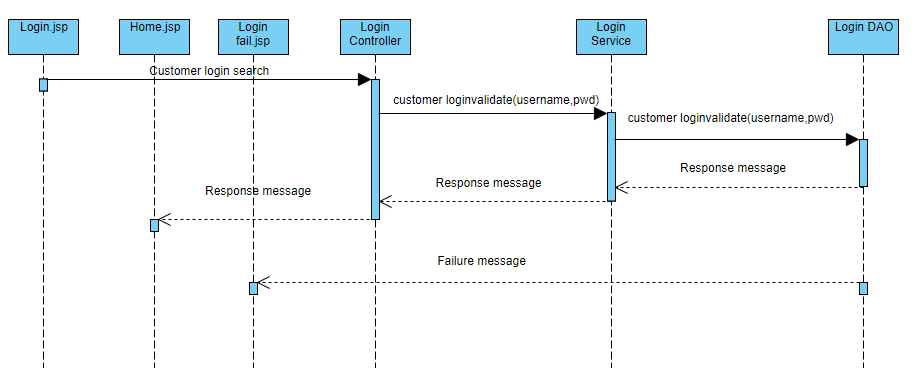 Login.jsp
Home.jsp
Login
fail.jsp
Login
Controller
Login
Service
Login DAO
Customer login search
customer loginvalidate(username,pwd)
customer loginvalidate(username,pwd)
Response message
Response message
Response message
Failure message